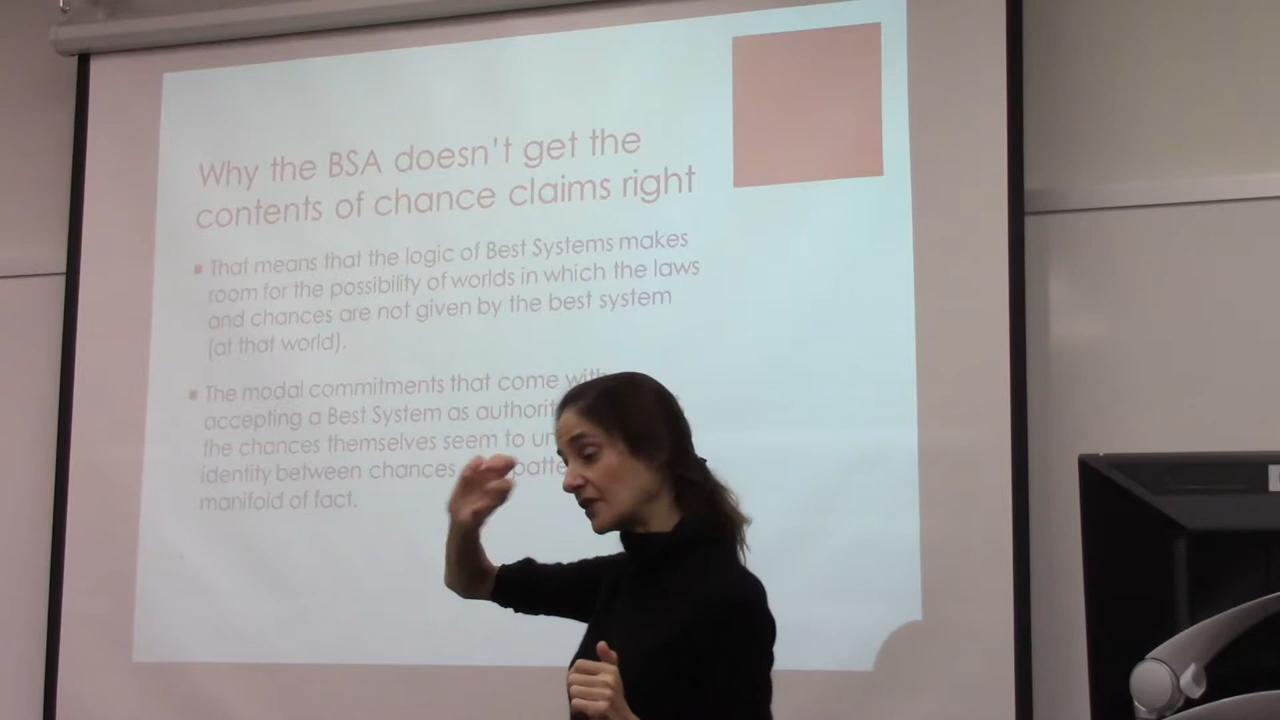 Why the BSA doesn't get the
contents of chance claims right
That means that the logic of Best Systems makes
room for the possibility of worlds in which the laws
and chances are not given by the best system
(at that world).
The modal commitments that come with
accepting a Best System as
the chances themselves seem to
identity between chances
manifold of fact.